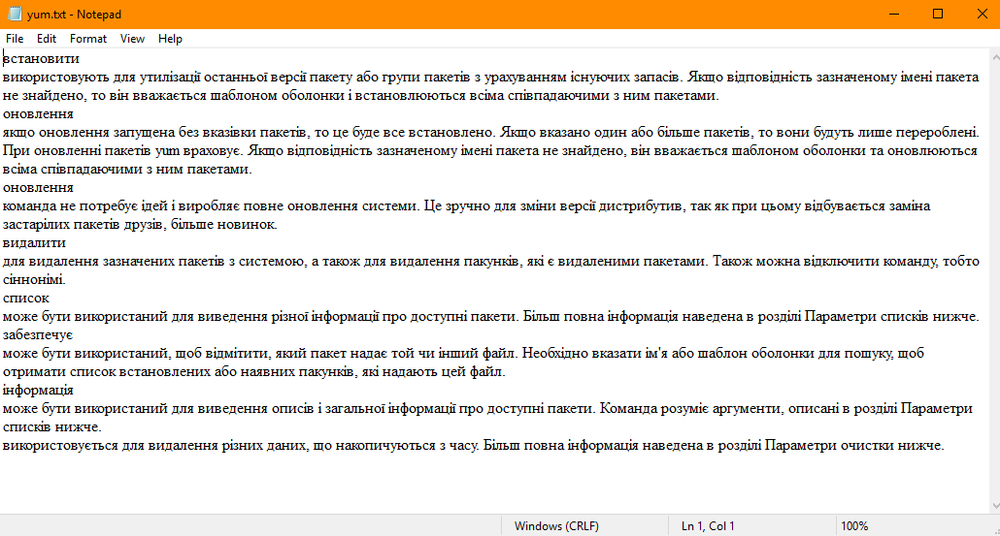 yum.txt - Notepad
File Edit Format View Help
встановити
використовують для утилізації останньої версії пакету або групи пакетів з урахуванням існуючих запасів. Якщо відповідність зазначеному імені пакета
не знайдено, то він вважається шаблоном оболонки і встановлюються всіма співпадаючими з ним пакетами.
оновлення
якщо оновлення запущена без вказівки пакетів, то це буде все встановлено. Якщо вказано один або більше пакетів, то вони будуть лише перероблені.
При оновленні пакетів yum враховує. Якщо відповідність зазначеному імені пакета не знайдено, він вважається шаблоном оболонки та оновлюються
всіма співпадаючими з ним пакетами.
оновлення
команда не потребує ідей і виробляє повне оновлення системи. Це зручно для зміни версії дистрибутив, так як при цьому відбувається заміна
застарілих пакетів друзів, більше новинок.
видалити
для видалення зазначених пакетів з системою, а також для видалення пакунків, які є видаленими пакетами. Також можна відключити команду, тобто
сіннонімі.
список
може бути використаний для виведення різної інформації про доступні пакети. Більш повна інформація наведена в розділі Параметри списків нижче.
забезпечує
може бути використаний, щоб відмітити, який пакет надає той чи інший файл. Необхідно вказати ім'я або шаблон оболонки для пошуку, щоб
отримати список встановлених або наявних пакунків, які надають цей файл.
інформація
може бути використаний для виведення описів і загальної інформації про доступні пакети. Команда розуміє аргументи, описані в розділі Параметри
списків нижче.
використовується для видалення різних даних, що накопичуються з часу. Більш повна інформація наведена в розділі Параметри очистки нижче.
Windows (CRLF) Ln 1, Col 1 100%